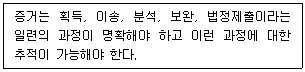 증거는 획득, 이송, 분석, 보완, 법정제출이라는
일련의 과정이 명확해야 하고 이런 과정에 대한
추적이 가능해야 한다.